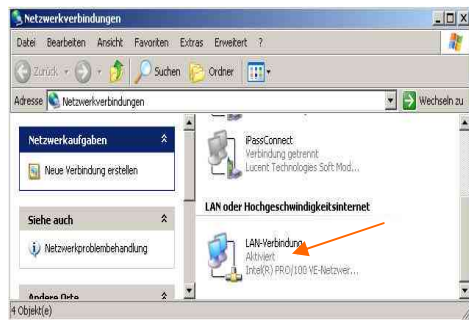 Netzwerkverbindungen
Datei Bearbeiten Ansicht Favoriten Extras Erweitert ?
Zurück Suchen Ordner
Adresse Netzwerkverbindungen Wechseln zu
Netzwerkaufgaben
Neue Verbindung erstellen
Siehe auch
Netzwerkproblembehandlung
Andere Orte
iPassConnect
Verbindung getrennt
Lucent Technologies Soft Mod...
LAN oder Hochgeschwindigkeitsinternet
LAN-Verbindung
Aktiviert
Intel(R) PRO/100 VE-Netzwer...
4 Objekt(e)